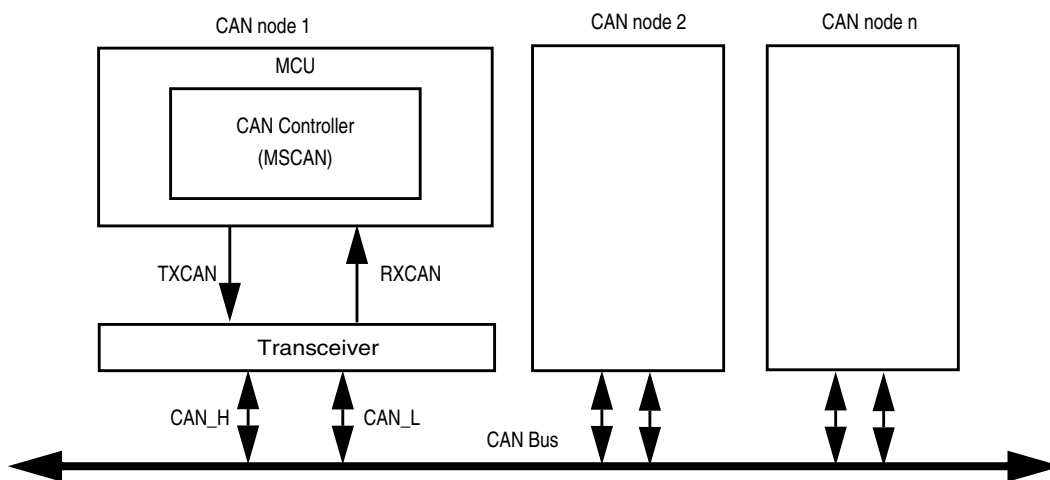 CAN node 1
CAN node 2
CAN node n
MCU
CAN Controller
(MSCAN)
TXCAN
RXCAN
Transceiver
CAN_H
CAN_L
CAN Bus